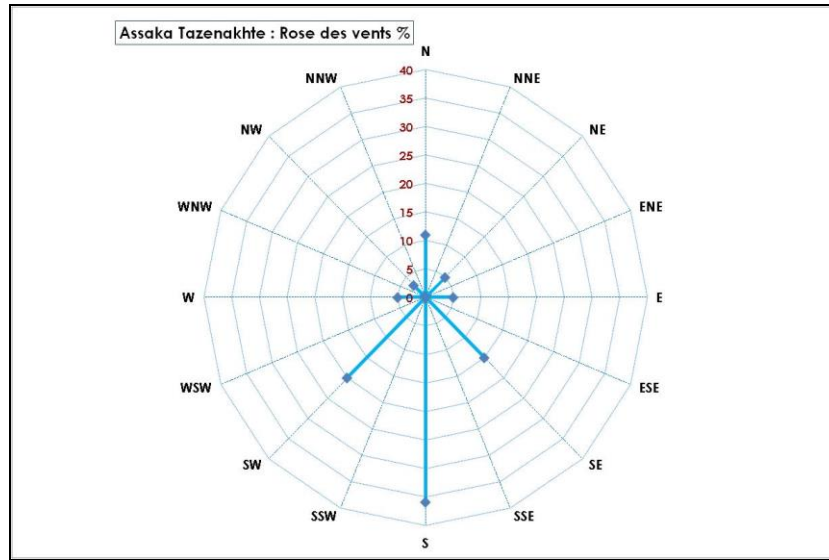 Assaka Tazenakhte : Rose des vents %
N
NNW
NNE
40
35
30
25
20
15
10
5
0
NW
NE
WNW
ENE
W
E
WSW
ESE
SW
SE
SSW
SSE
S